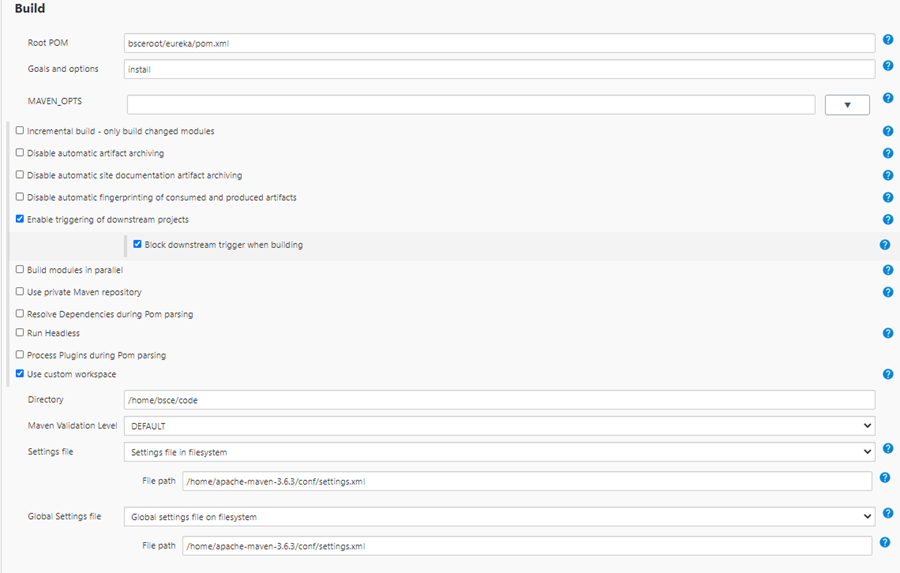 Build
Root POM bsceroot/eureka/pom.xml
Goals and options install
MAVEN_OPTS
Incremental build - only build changed modules
Disable automatic artifact archiving
Disable automatic site documentation artifact archiving
Disable automatic fingerprinting of consumed and produced artifacts
Enable triggering of downstream projects
Block downstream trigger when building
Build modules in parallel
Use private Maven repository
Resolve Dependencies during Pom parsing
Run Headless
Process Plugins during Pom parsing
Use custom workspace
Directory /home/bsce/code
Maven Validation Level DEFAULT
Settings file Settings file in filesystem
File path /home/apache-maven-3.6.3/conf/settings.xml
Global Settings file Global settings file on filesystem
File path /home/apache-maven-3.6.3/conf/settings.xml